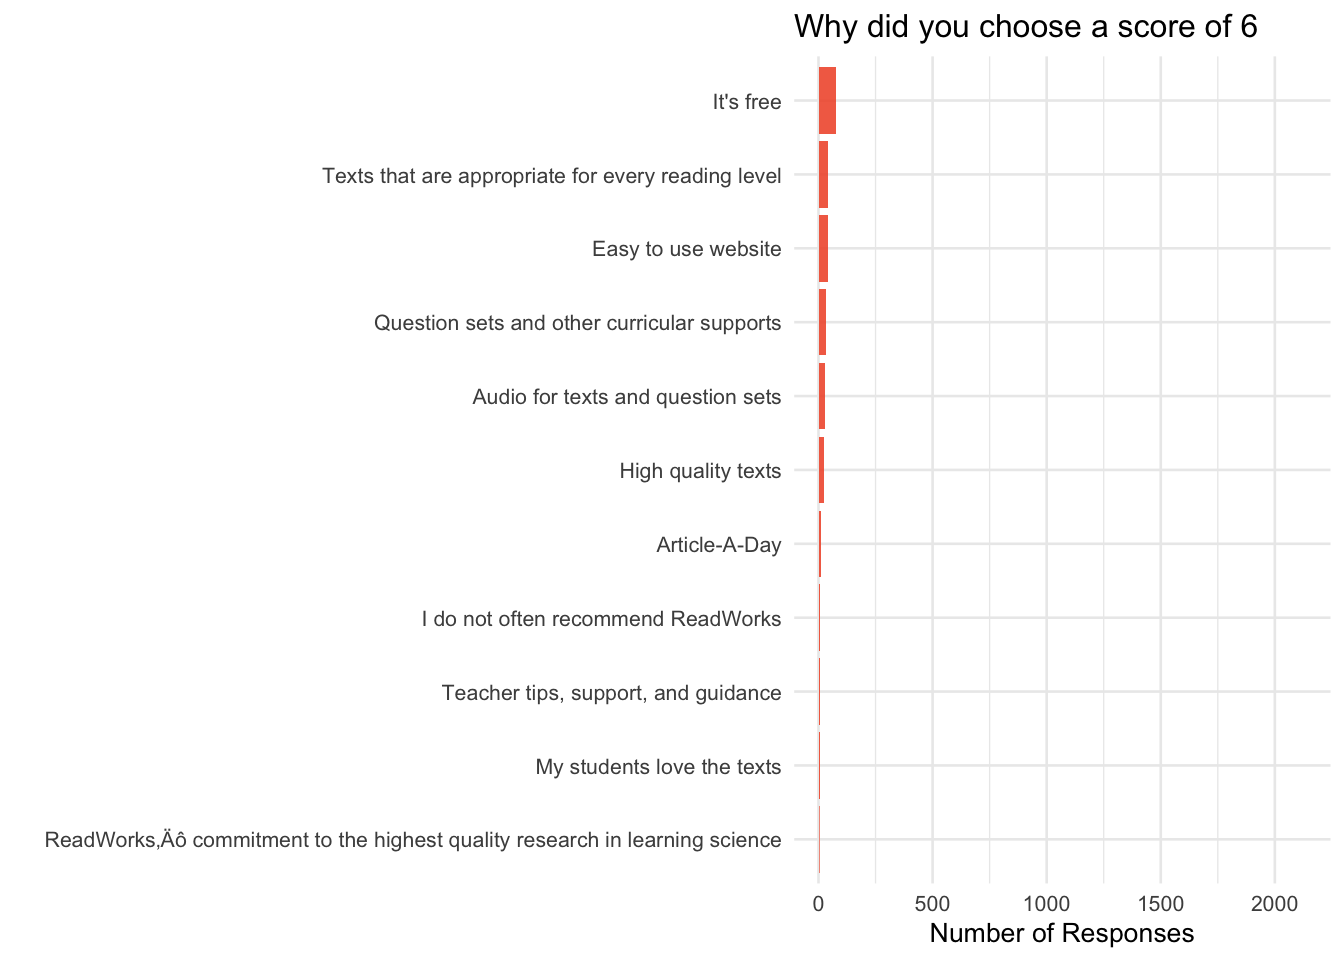 Why did you choose a score of 6
It's free
Texts that are appropriate for every reading level
Easy to use website
Question sets and other curricular supports
Audio for texts and question sets
High quality texts
Article-A-Day
I do not often recommend ReadWorks
Teacher tips, support, and guidance
My students love the texts
ReadWorks‚Äô commitment to the highest quality research in learning science
0 500 1000 1500 2000
Number of Responses